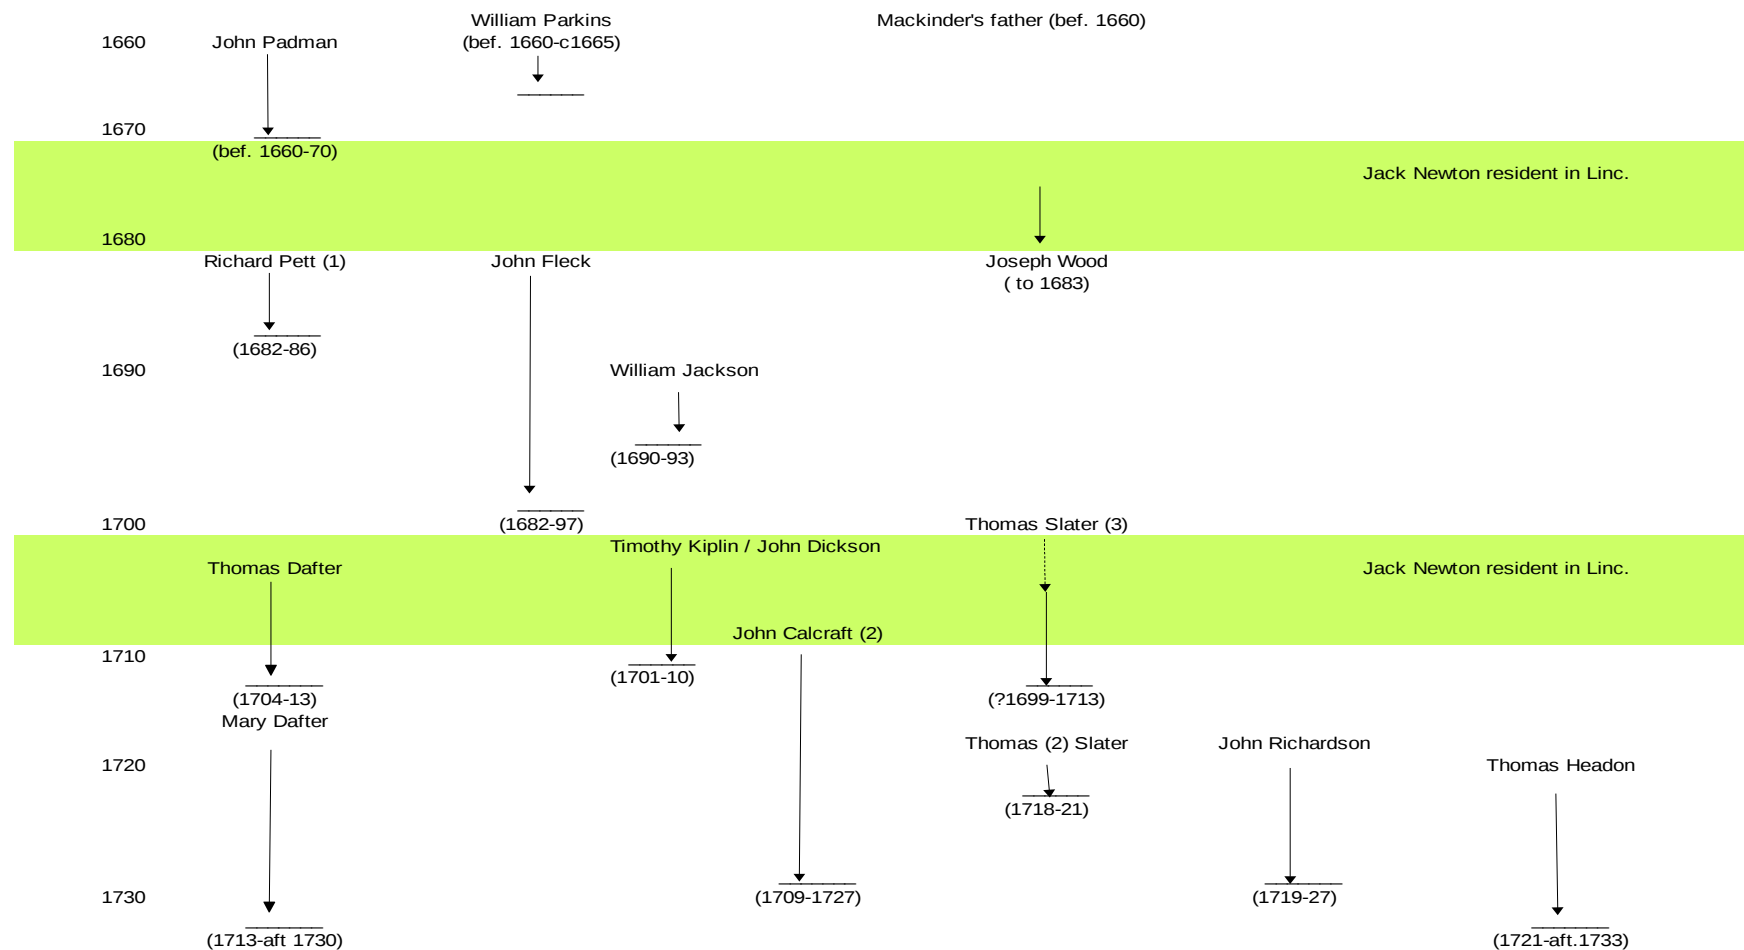 William Parkins
Mackinder's father (bef. 1660)
1660
John Padman
(bef. 1660-c1665)
1670
(bef. 1660-70)
Jack Newton resident in Linc.
1680
Richard Pett (1)
John Fleck
Joseph Wood
( to 1683)
(1682-86)
1690
William Jackson
(1690-93)
1700
(1682-97)
Thomas Slater (3)
Timothy Kiplin / John Dickson
Thomas Dafter
Jack Newton resident in Linc.
John Calcraft (2)
1710
(1701-10)
(1704-13)
(?1699-1713)
Mary Dafter
Thomas (2) Slater
John Richardson
1720
Thomas Headon
(1718-21)
1730
(1709-1727)
(1719-27)
(1713-aft 1730)
(1721-aft.1733)